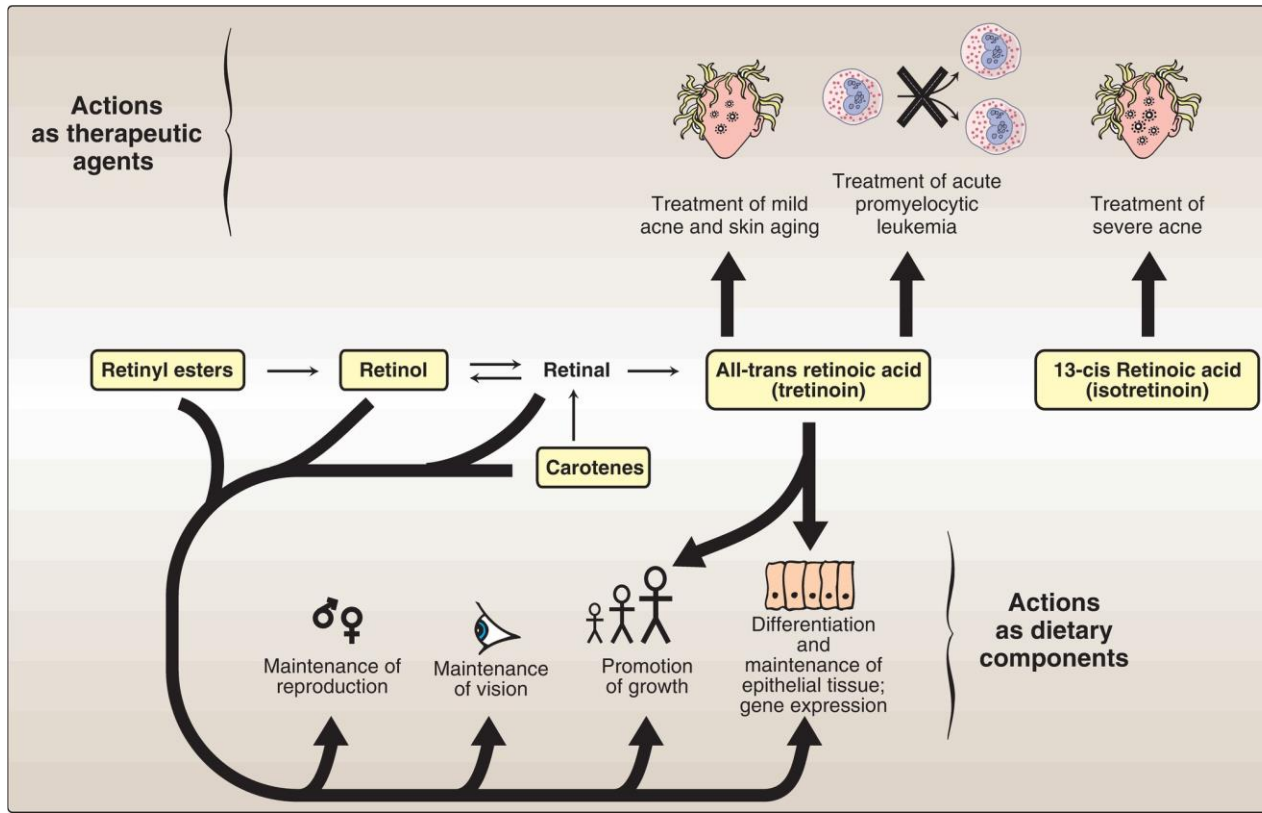 Actions
as therapeutic
agents
Treatment of mild
acne and skin aging
Treatment of acute
promyelocytic
leukemia
Treatment of
severe acne
Retinyl esters
Retinol
Retinal
All-trans retinoic acid
(tretinoin)
13-cis Retinoic acid
(isotretinoin)
Carotenes
Maintenance of
reproduction
Maintenance
of vision
Promotion
of growth
Differentiation
and
maintenance of
epithelial tissue;
gene expression
Actions
as dietary
components